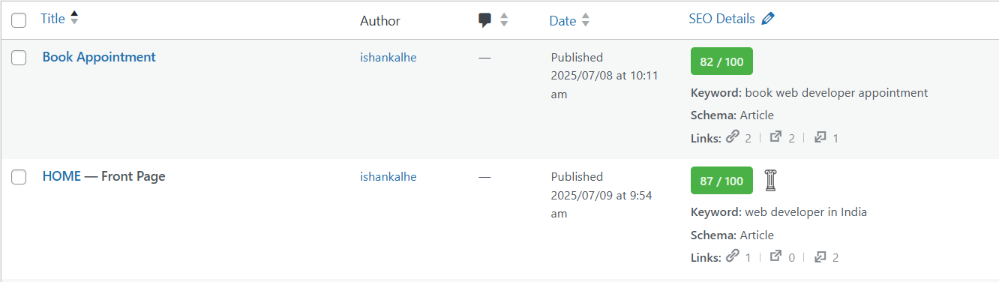 Title Author Date SEO Details
Book Appointment ishankalhe — Published 82 / 100
2025/07/08 at 10:11
am
Keyword: book web developer appointment
Schema: Article
Links: 2 | 2 | 1
HOME — Front Page ishankalhe — Published 87 / 100
2025/07/09 at 9:54
am
Keyword: web developer in India
Schema: Article
Links: 1 | 0 | 2